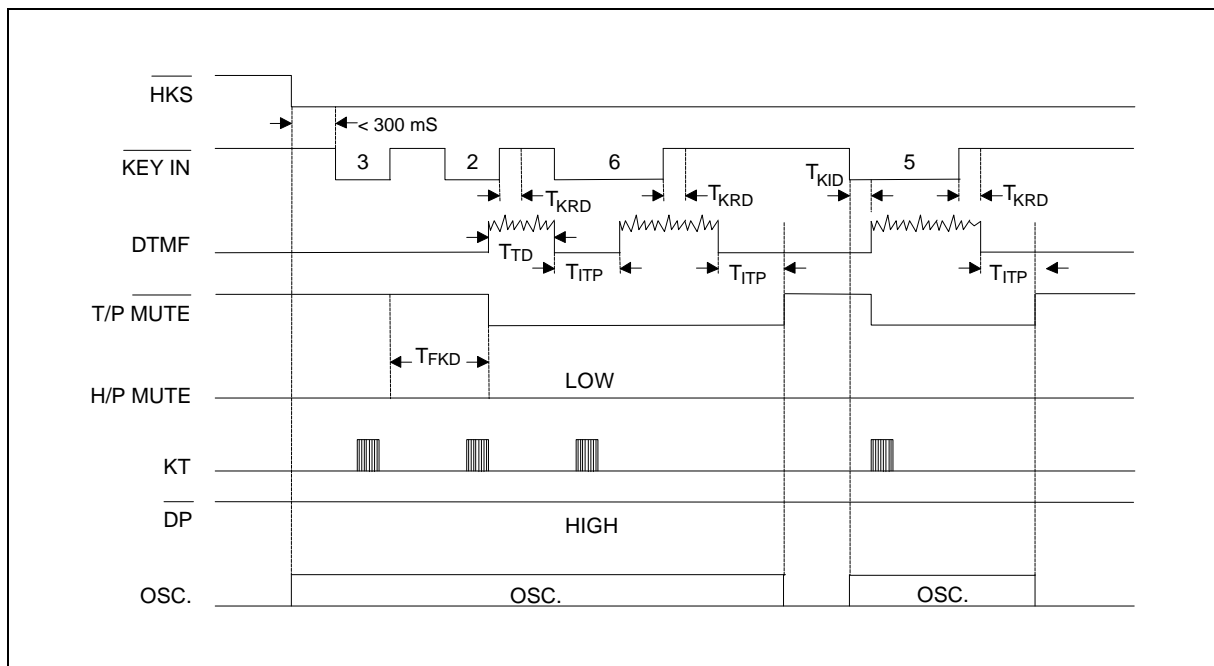 HKS
< 300 mS
KEY IN
3
2
6
5
TKRD
TKRD
TKID
TKRD
DTMF
TTD
TITP
TITP
TITP
T/P MUTE
TFKD
LOW
H/P MUTE
KT
DP
HIGH
OSC.
OSC.
OSC.